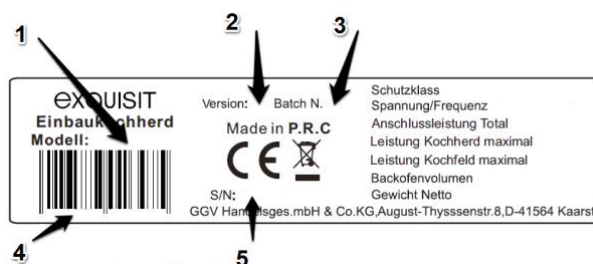 1
2
3
exquisit
Einbaukochherd
Modell:
Version: Batch N.
Made in P.R.C
CE
S/N:
Schutzklass
Spannung/Frequenz
Anschlussleistung Total
Leistung Kochherd maximal
Leistung Kochfeld maximal
Backofenvolumen
Gewicht Netto
GGV Handelsges.mbH & Co.KG,August-Thysssenstr.8,D-41564 Kaarst
4
5